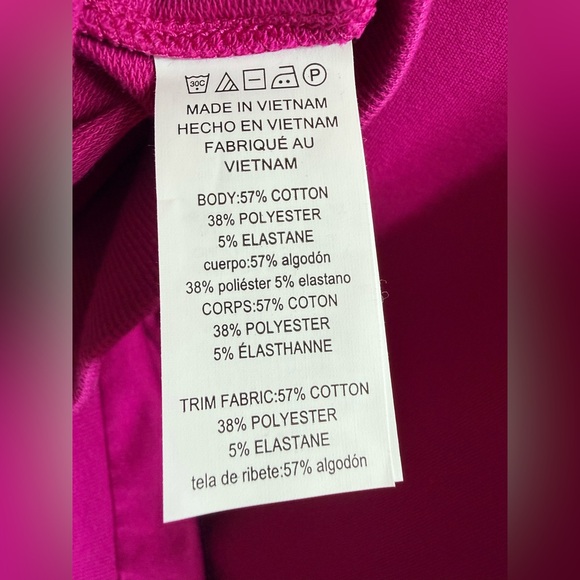 30C P
MADE IN VIETNAM
HECHO EN VIETNAM
FABRIQUÉ AU
VIETNAM
BODY:57% COTTON
38% POLYESTER
5% ELASTANE
cuerpo:57% algodón
38% poliéster 5% elastano
CORPS:57% COTON
38% POLYESTER
5% ÉLASTHANNE
TRIM FABRIC:57% COTTON
38% POLYESTER
5% ELASTANE
tela de ribete:57% algodón